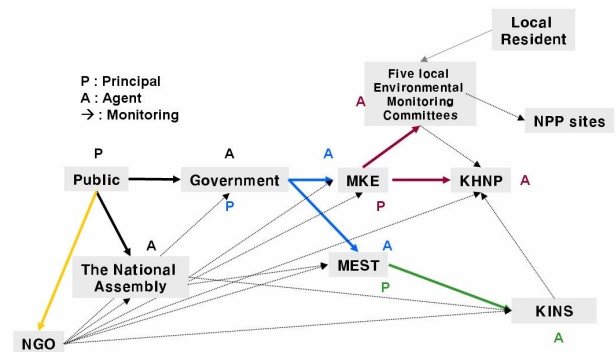 Local
Resident
P : Principal
A : Agent
→ : Monitoring
Five local
Environmental
Monitoring
Committees
A
NPP sites
P
A
A
Public
Government
MKE
KHNP
A
P
P
A
A
The National
Assembly
MEST
P
KINS
NGO
A